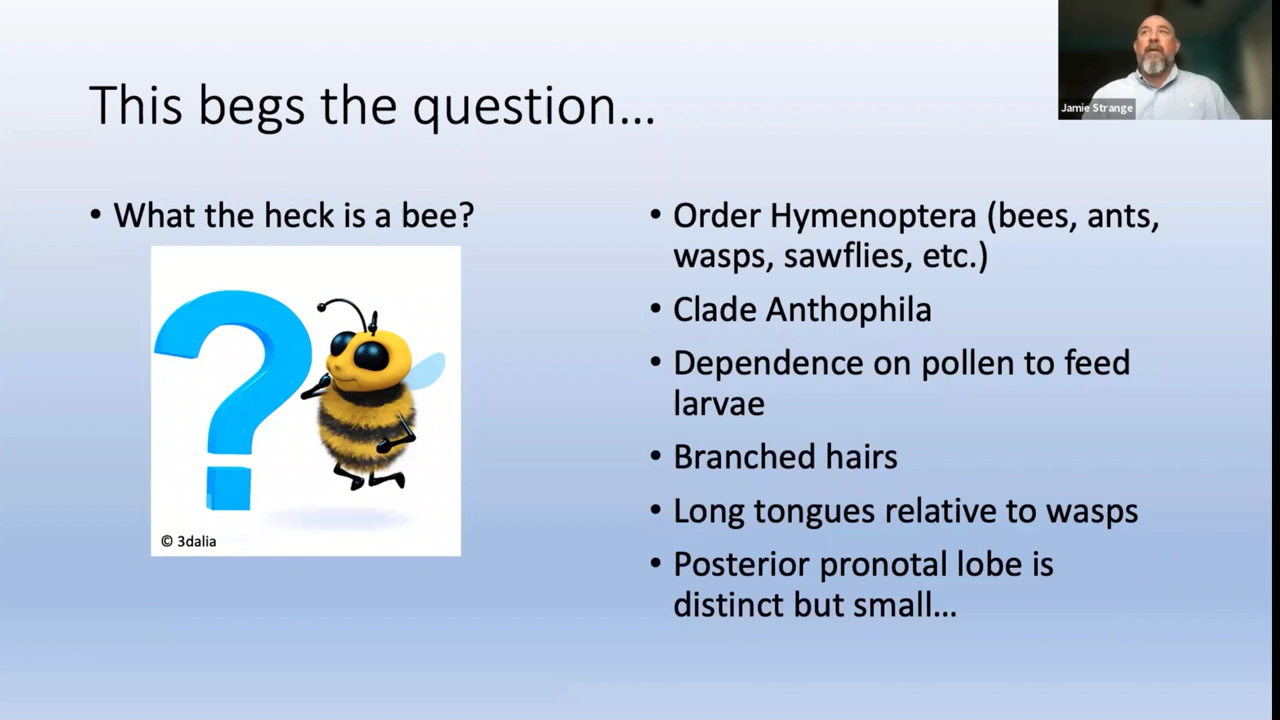 This begs the question...
Jamie Strange
• What the heck is a bee?
© 3dalia
• Order Hymenoptera (bees, ants,
wasps, sawflies, etc.)
• Clade Anthophila
• Dependence on pollen to feed
larvae
• Branched hairs
• Long tongues relative to wasps
• Posterior pronotal lobe is
distinct but small...